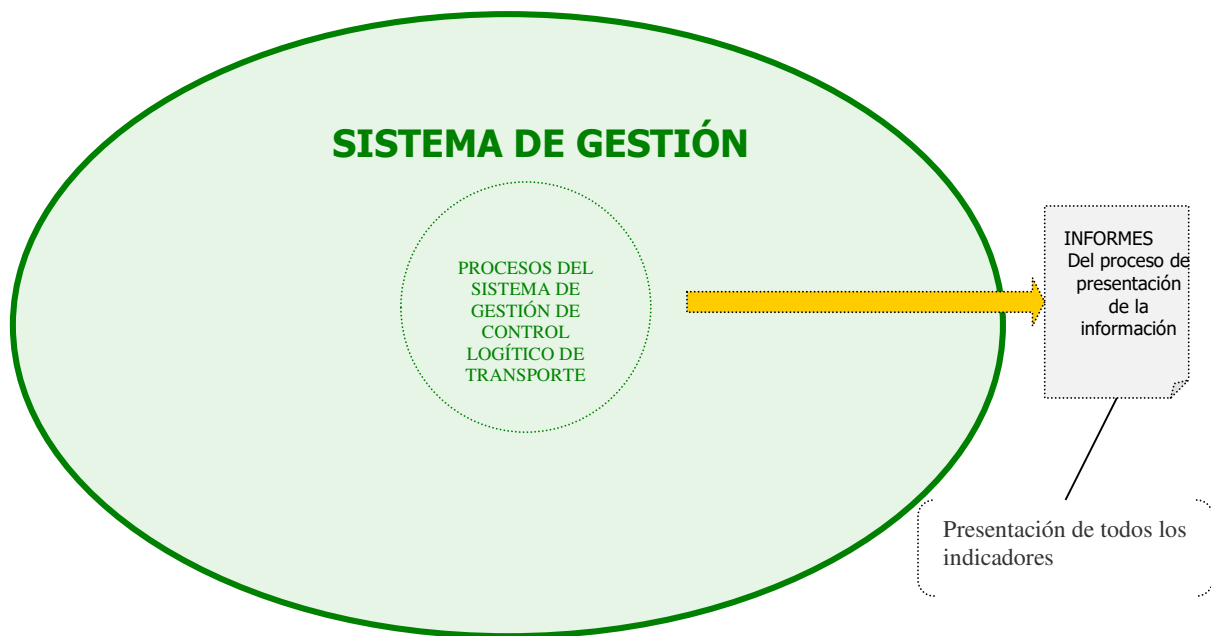 SISTEMA DE GESTIÓN
PROCESOS DEL
SISTEMA DE
GESTIÓN DE
CONTROL
LOGÍTICO DE
TRANSPORTE
INFORMES
Del proceso de
presentación
de la
información
Presentación de todos los
indicadores